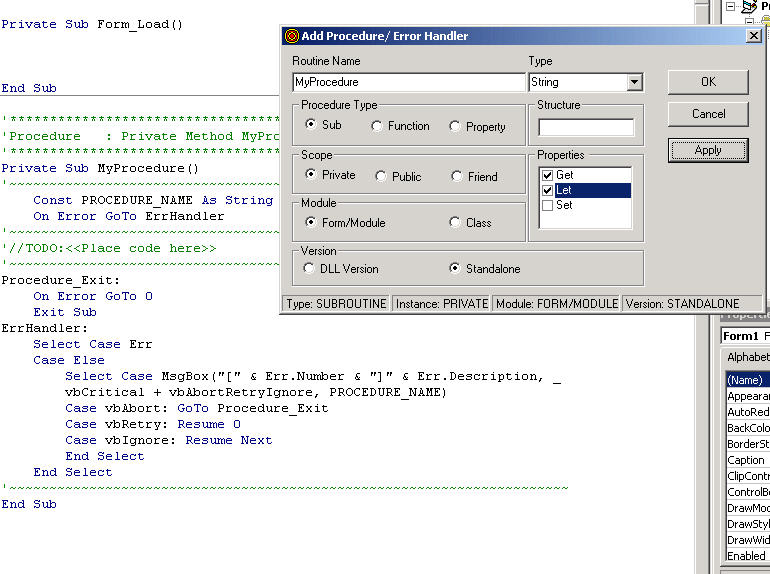 Private Sub Form_Load()
End Sub
'**********************************
'Procedure   : Private Method MyProc
'**********************************
Private Sub MyProcedure()
'~~~~~~~~~~~~~~~~~~~~~~~~~~~~~~~~~~
Const PROCEDURE_NAME As String
On Error GoTo ErrHandler
'~~~~~~~~~~~~~~~~~~~~~~~~~~~~~~~~~~
'//TODO:<<Place code here>>
'~~~~~~~~~~~~~~~~~~~~~~~~~~~~~~~~~~
Procedure_Exit:
On Error GoTo 0
Exit Sub
ErrHandler:
Select Case Err
Case Else
Select Case MsgBox("[" & Err.Number & "]" & Err.Description, _
vbCritical + vbAbortRetryIgnore, PROCEDURE_NAME)
Case vbAbort: GoTo Procedure_Exit
Case vbRetry: Resume 0
Case vbIgnore: Resume Next
End Select
End Select
'~~~~~~~~~~~~~~~~~~~~~~~~~~~~~~~~~~~~~~~~~~~~~~~~~~~~~~~~~~~~~~~~~~~~~~
End Sub
Add Procedure/ Error Handler
Routine Name
Type
MyProcedure
String
OK
Procedure Type
Structure
Sub
Function
Property
Cancel
Scope
Properties
Apply
Private
Public
Friend
Get
Let
Set
Module
Form/Module
Class
Version
DLL Version
Standalone
Type: SUBROUTINE
Instance: PRIVATE
Module: FORM/MODULE
Version: STANDALONE
Form1 F
Alphabet
(Name)
Appeara
AutoRed
BackColo
BorderSt
Caption
ClipContr
ControlBo
DrawMod
DrawStyl
DrawWid
Enabled